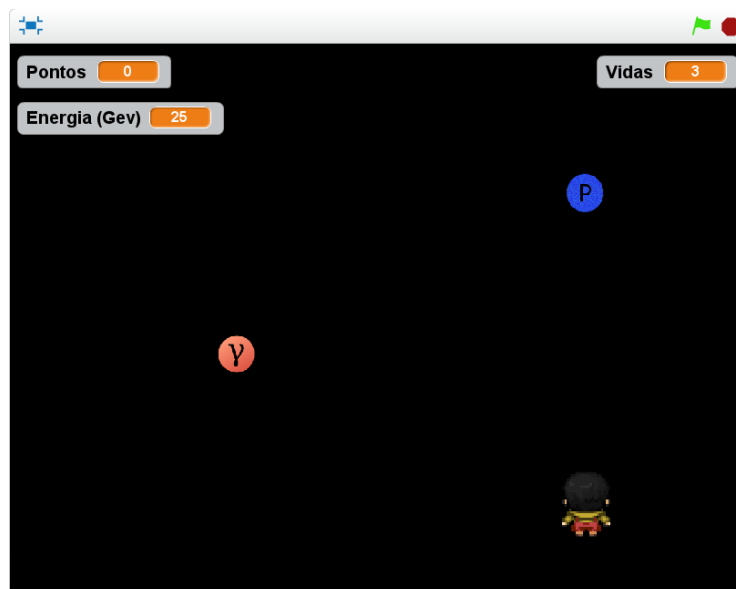 Pontos 0
Vidas 3
Energia (Gev) 25
P
γ